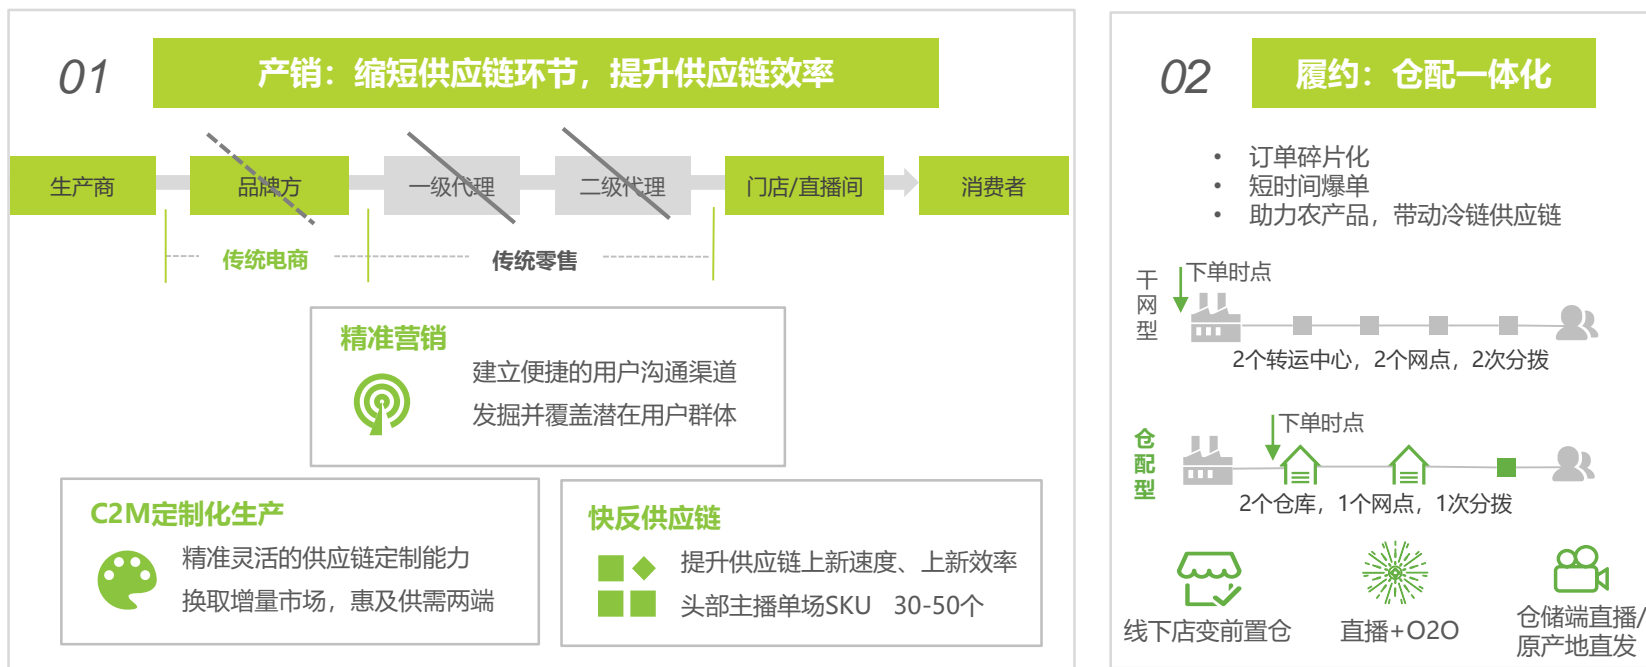 01
产销：缩短供应链环节，提升供应链效率
生产商
品牌方
一级代理
二级代理
门店/直播间
消费者
传统电商
传统零售
精准营销
建立便捷的用户沟通渠道
发掘并覆盖潜在用户群体
C2M定制化生产
精准灵活的供应链定制能力
换取增量市场，惠及供需两端
快反供应链
提升供应链上新速度、上新效率
头部主播单场SKU 30-50个
02
履约：仓配一体化
• 订单碎片化
• 短时间爆单
• 助力农产品，带动冷链供应链
干网型
下单时点
2个转运中心，2个网点，2次分拨
仓配型
下单时点
2个仓库，1个网点，1次分拨
线下店变前置仓
直播+O2O
仓储端直播/
原产地直发